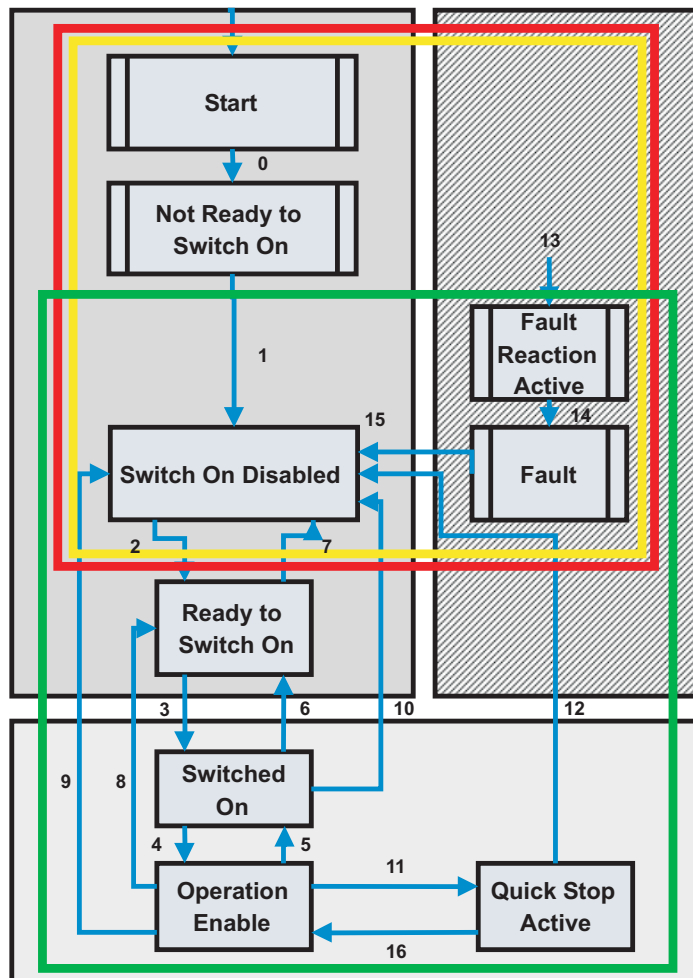 Start
0
Not Ready to
Switch On
13
Fault
Reaction
Active
1
15
14
Switch On Disabled
Fault
2
7
Ready to
Switch On
3
6
10
12
9
8
Switched
On
4
5
11
Operation
Enable
Quick Stop
Active
16